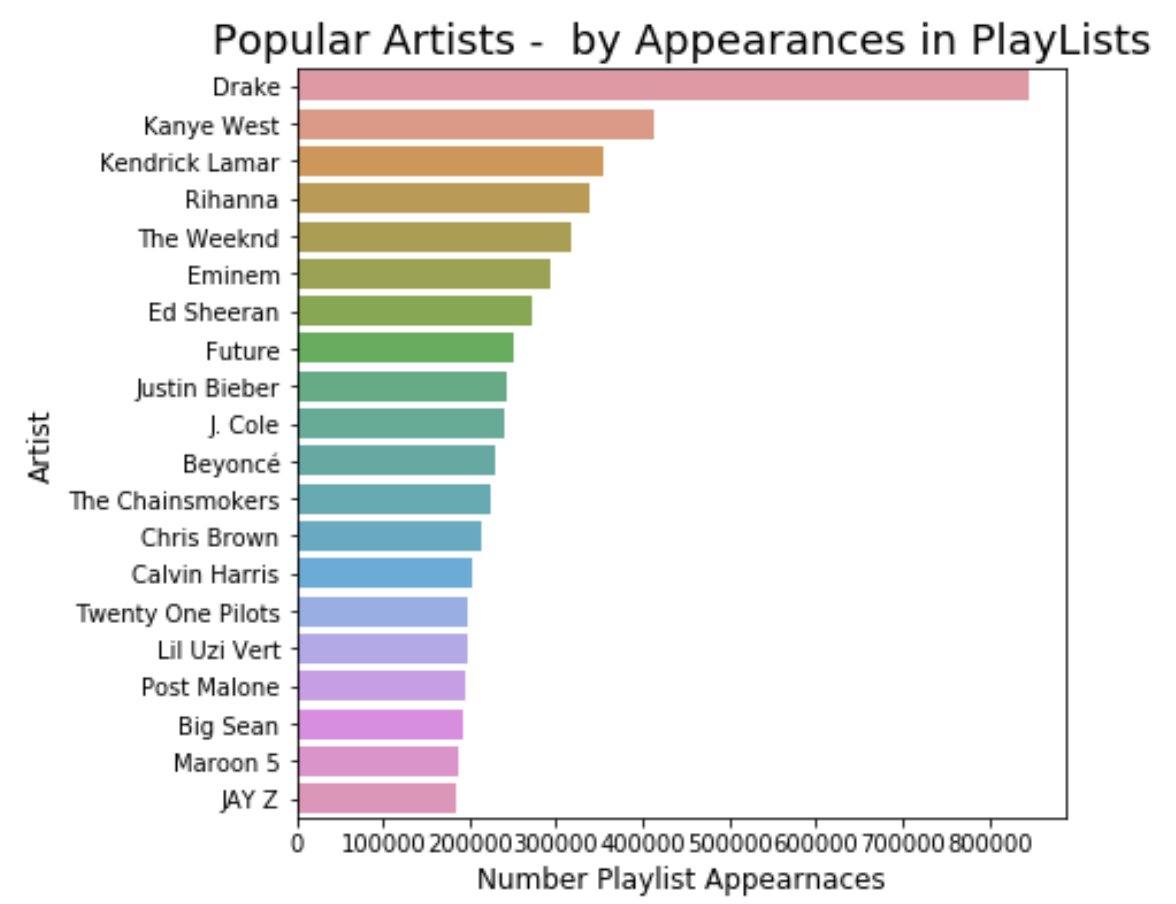 Popular Artists -  by Appearances in PlayLists
Drake
Kanye West
Kendrick Lamar
Rihanna
The Weeknd
Eminem
Ed Sheeran
Future
Justin Bieber
J. Cole
Beyoncé
The Chainsmokers
Chris Brown
Calvin Harris
Twenty One Pilots
Lil Uzi Vert
Post Malone
Big Sean
Maroon 5
JAY Z
Artist
0 100000 200000 300000 400000 500000 600000 700000 800000
Number Playlist Appearnaces